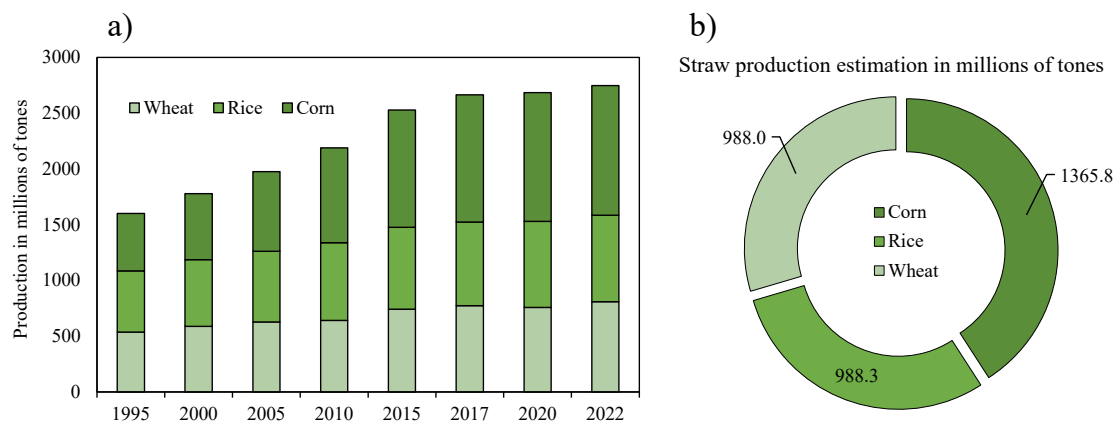 a)
Production in millions of tones
3000
2500
2000
1500
1000
500
0
Wheat Rice Corn
1995 2000 2005 2010 2015 2017 2020 2022
b)
Straw production estimation in millions of tones
988.0
1365.8
Corn
Rice
Wheat
988.3